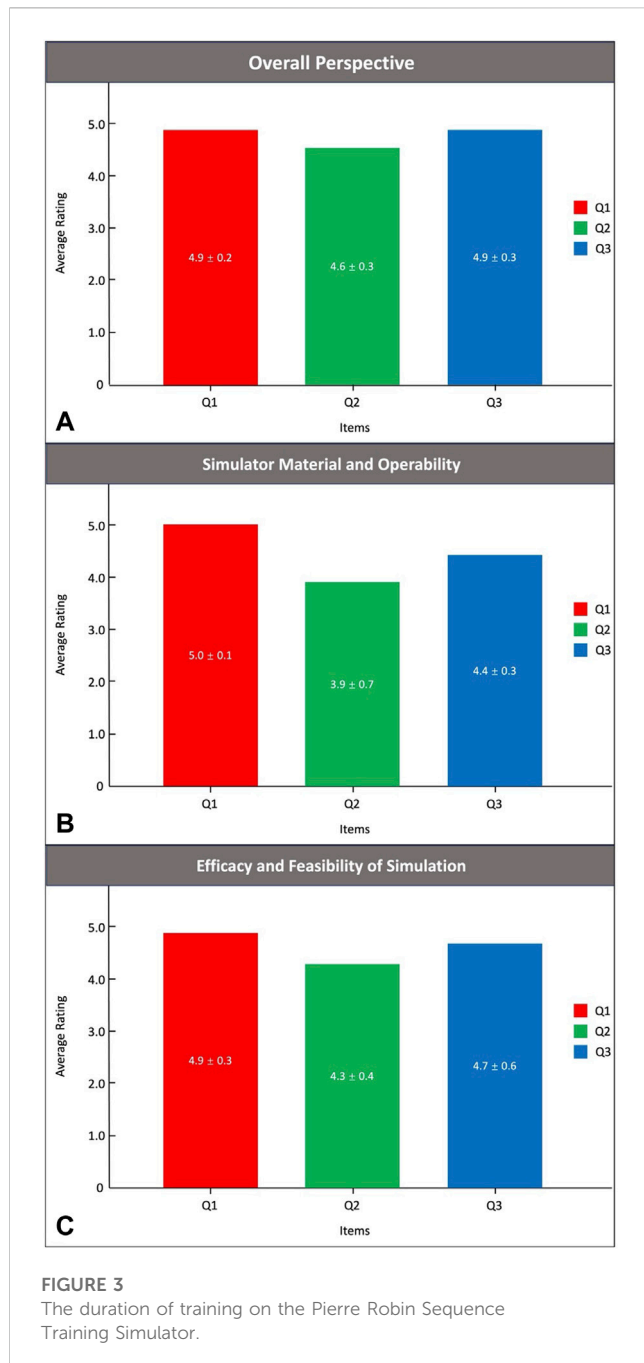 Overall Perspective
Average Rating
5.0
4.0
3.0
2.0
1.0
0
4.9 ± 0.2
4.6 ± 0.3
4.9 ± 0.3
Q1
Q2
Q3
Q1
Q2
Q3
Items
A
Simulator Material and Operability
Average Rating
5.0
4.0
3.0
2.0
1.0
0
5.0 ± 0.1
3.9 ± 0.7
4.4 ± 0.3
Q1
Q2
Q3
Q1
Q2
Q3
Items
B
Efficacy and Feasibility of Simulation
Average Rating
5.0
4.0
3.0
2.0
1.0
0
4.9 ± 0.3
4.3 ± 0.4
4.7 ± 0.6
Q1
Q2
Q3
Q1
Q2
Q3
Items
C
FIGURE 3
The duration of training on the Pierre Robin Sequence
Training Simulator.